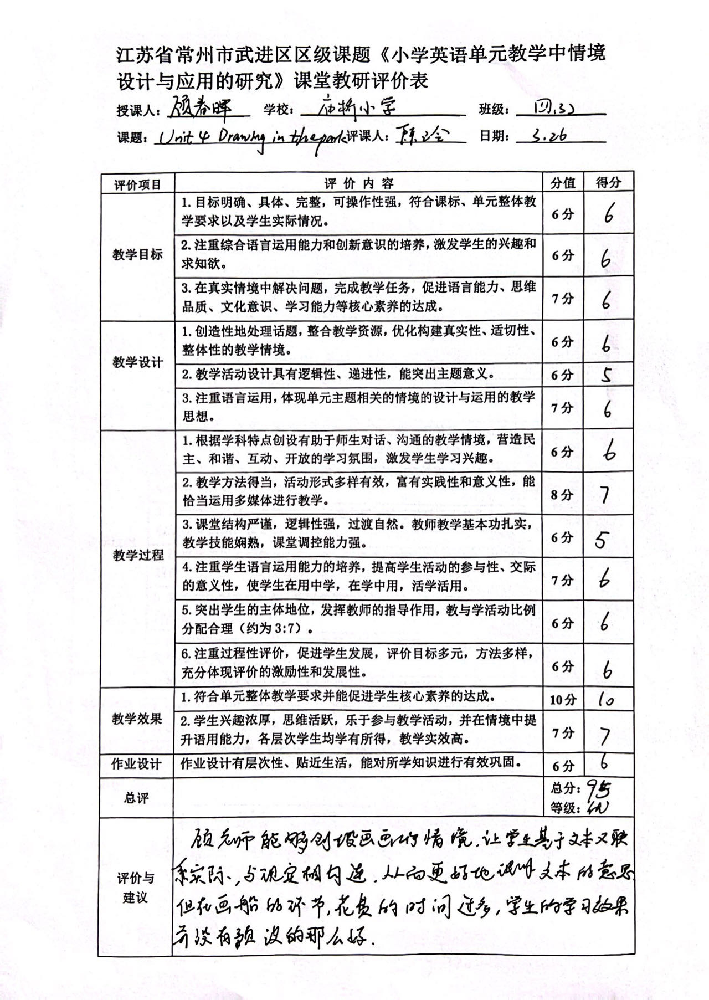 江苏省常州市武进区区级课题《小学英语单元教学中情境
设计与应用的研究》课堂教研评价表
授课人：顾春晖 学校：庙桥小学 班级：四.3)
课题：Unit 4 Drawing in the park 评课人：陈 日期：3.26
评价项目 评价内容 分值 得分
教学目标
1.目标明确、具体、完整，可操作性强，符合课标、单元整体教
学要求以及学生实际情况。
6分 6
2.注重综合语言运用能力和创新意识的培养，激发学生的兴趣和
求知欲。
6分 6
3.在真实情境中解决问题，完成教学任务，促进语言能力、思维
品质、文化意识、学习能力等核心素养的达成。
7分 6
教学设计
1.创造性地处理话题，整合教学资源，优化构建真实性、适切性、
整体性的教学情境。
6分 6
2.教学活动设计具有逻辑性、递进性，能突出主题意义。
6分 5
3.注重语言运用，体现单元主题相关的情境的设计与运用的教学
思想。
7分 6
教学过程
1.根据学科特点创设有助于师生对话、沟通的教学情境，营造民
主、和谐、互动、开放的学习氛围，激发学生学习兴趣。
6分 6
2.教学方法得当，活动形式多样有效，富有实践性和意义性，能
恰当运用多媒体进行教学。
8分 7
3.课堂结构严谨，逻辑性强，过渡自然。教师教学基本功扎实，
教学技能娴熟，课堂调控能力强。
6分 5
4.注重学生语言运用能力的培养，提高学生活动的参与性、交际
的意义性，使学生在用中学，在学中用，活学活用。
7分 6
5.突出学生的主体地位，发挥教师的指导作用，教与学活动比例
分配合理（约为3:7）。
6分 6
6.注重过程性评价，促进学生发展，评价目标多元，方法多样，
充分体现评价的激励性和发展性。
6分 6
教学效果
1.符合单元整体教学要求并能促进学生核心素养的达成。
10分 10
2.学生兴趣浓厚，思维活跃，乐于参与教学活动，并在情境中提
升语用能力，各层次学生均学有所得，教学实效高。
7分 7
作业设计
作业设计有层次性、贴近生活，能对所学知识进行有效巩固。
6分 6
总评
总分：95
等级：优
评价与
建议
顾老师能够创设画画的情境，让学生基于文本又联
系实际，与规定相勾连，从而更好地 文本的意思
但在画船的环节，花费的时间过多，学生的学习效果
并没有预设的那么好.